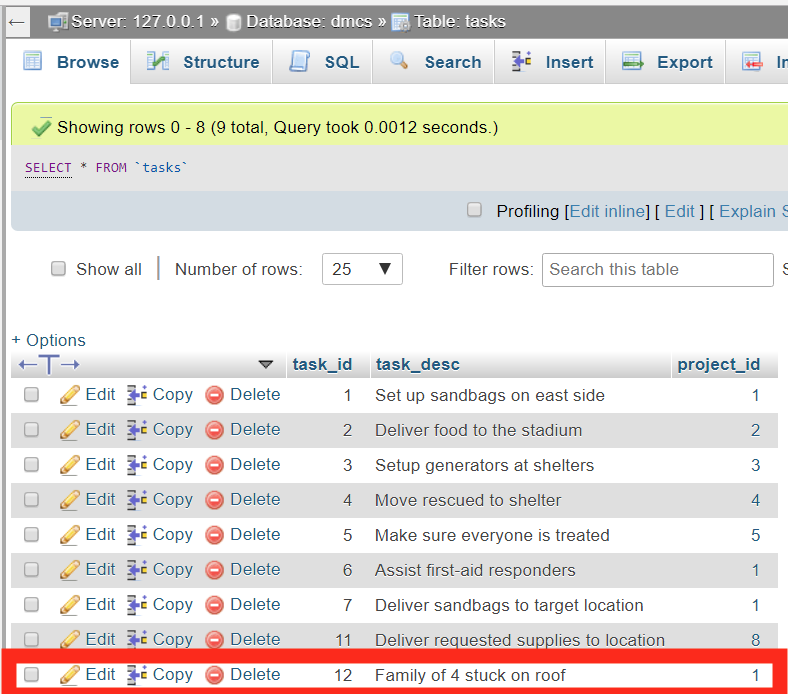 ← Server: 127.0.0.1 » Database: dmcs » Table: tasks
Browse Structure SQL Search Insert Export
Showing rows 0 - 8 (9 total, Query took 0.0012 seconds.)
SELECT * FROM `tasks`
Profiling [Edit inline] [ Edit ] [ Explain S
Show all | Number of rows: 25 ▼ Filter rows: Search this table
+ Options
←T→ ▼ task_id task_desc project_id
Edit Copy Delete 1 Set up sandbags on east side 1
Edit Copy Delete 2 Deliver food to the stadium 2
Edit Copy Delete 3 Setup generators at shelters 3
Edit Copy Delete 4 Move rescued to shelter 4
Edit Copy Delete 5 Make sure everyone is treated 5
Edit Copy Delete 6 Assist first-aid responders 1
Edit Copy Delete 7 Deliver sandbags to target location 1
Edit Copy Delete 11 Deliver requested supplies to location 8
Edit Copy Delete 12 Family of 4 stuck on roof 1